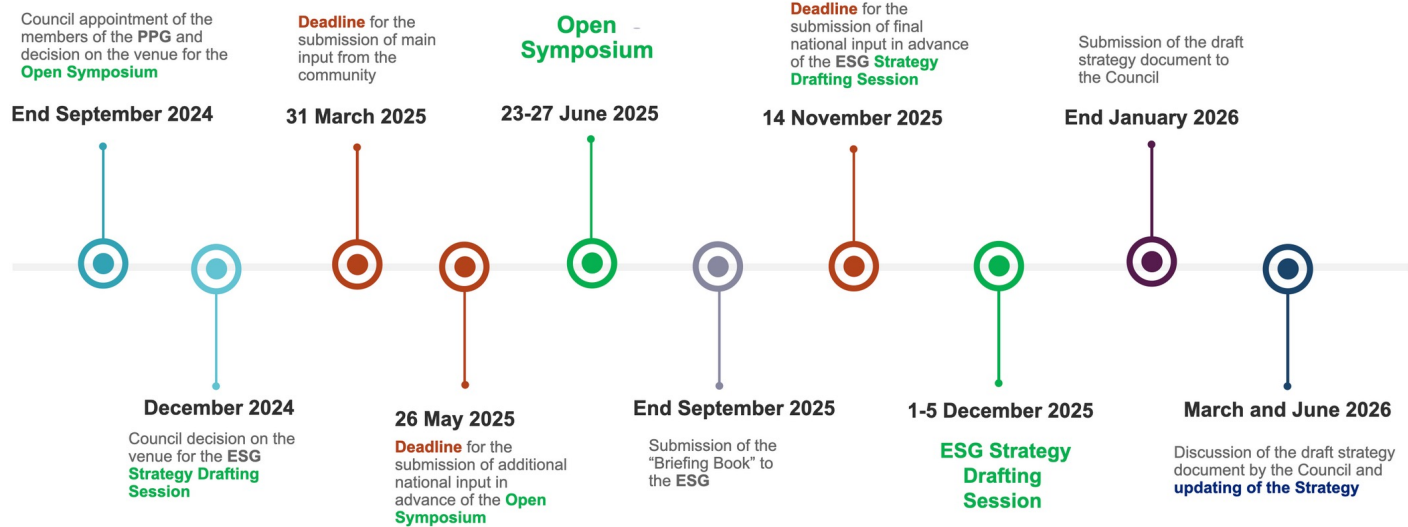 Council appointment of the
members of the PPG and
decision on the venue for the
Open Symposium
End September 2024
December 2024
Council decision on the
venue for the ESG
Strategy Drafting
Session
Deadline for the
submission of main
input from the
community
31 March 2025
26 May 2025
Deadline for the
submission of additional
national input in
advance of the Open
Symposium
Open
Symposium
23-27 June 2025
End September 2025
Submission of the
“Briefing Book” to
the ESG
Deadline for the
submission of final
national input in advance
of the ESG Strategy
Drafting Session
14 November 2025
1-5 December 2025
ESG Strategy
Drafting
Session
Submission of the draft
strategy document to
the Council
End January 2026
March and June 2026
Discussion of the draft strategy
document by the Council and
updating of the Strategy